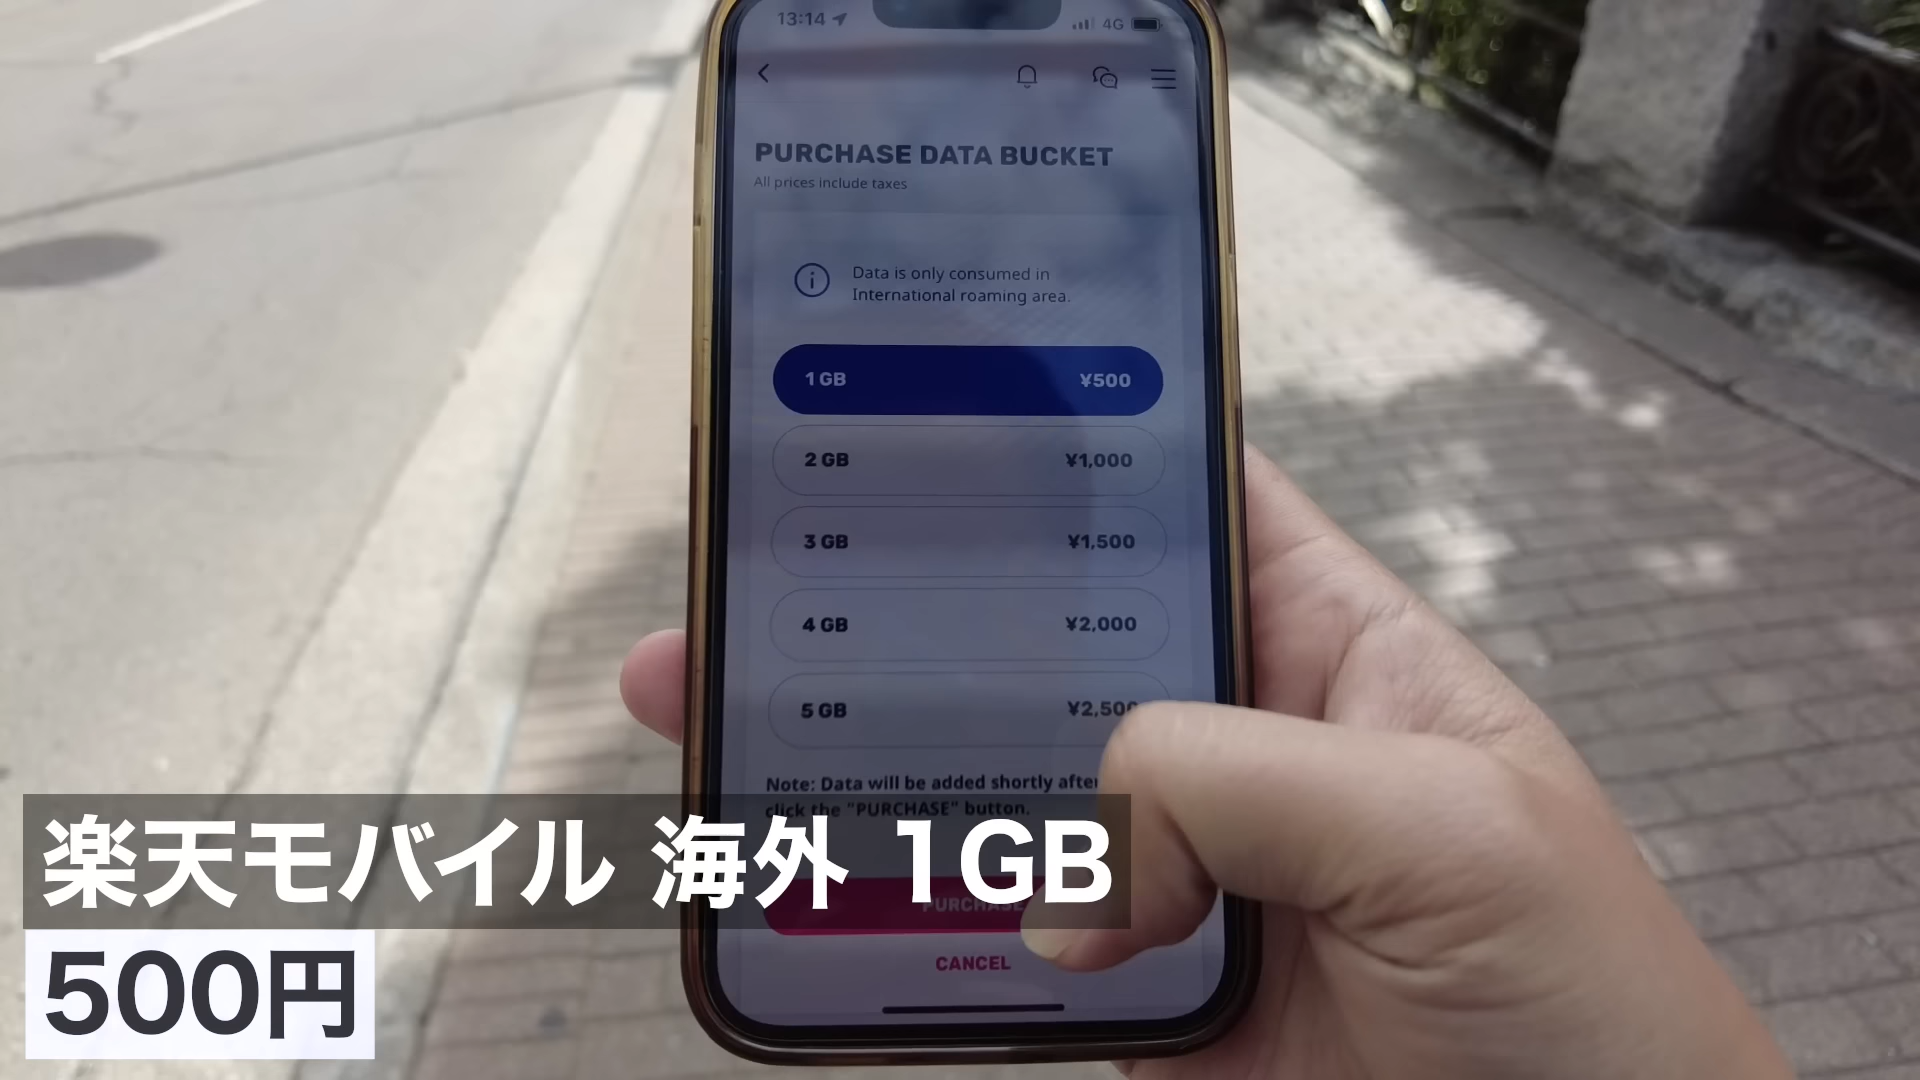 13:14
4G
PURCHASE DATA BUCKET
All prices include taxes
Data is only consumed in
International roaming area.
1 GB ¥500
2 GB ¥1,000
3 GB ¥1,500
4 GB ¥2,000
5 GB ¥2,500
Note: Data will be added shortly after
click the "PURCHASE" button.
楽天モバイル 海外 1GB
PURCHASE
CANCEL
500円